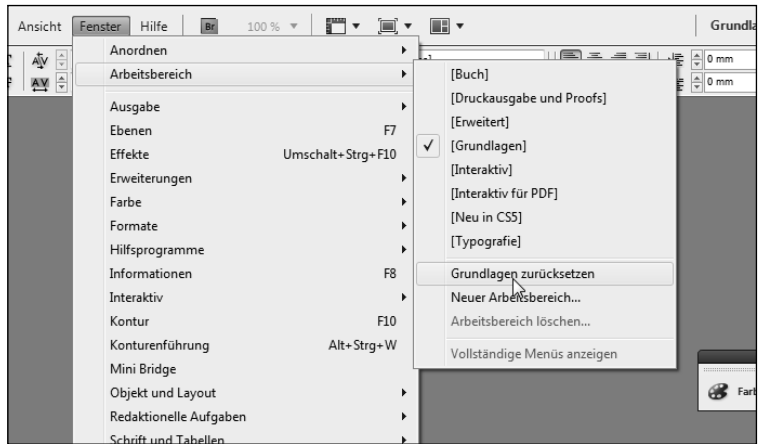 Ansicht Fenster Hilfe Br 100 % Grundla
0 mm
0 mm
Anordnen
Arbeitsbereich
Ausgabe
Ebenen F7
Effekte Umschalt+Strg+F10
Erweiterungen
Farbe
Formate
Hilfsprogramme
Informationen F8
Interaktiv
Kontur F10
Konturenführung Alt+Strg+W
Mini Bridge
Objekt und Layout
Redaktionelle Aufgaben
Schrift und Tabellen
[Buch]
[Druckausgabe und Proofs]
[Erweitert]
[Grundlagen]
[Interaktiv]
[Interaktiv für PDF]
[Neu in CS5]
[Typografie]
Grundlagen zurücksetzen
Neuer Arbeitsbereich...
Arbeitsbereich löschen...
Vollständige Menüs anzeigen
Farl